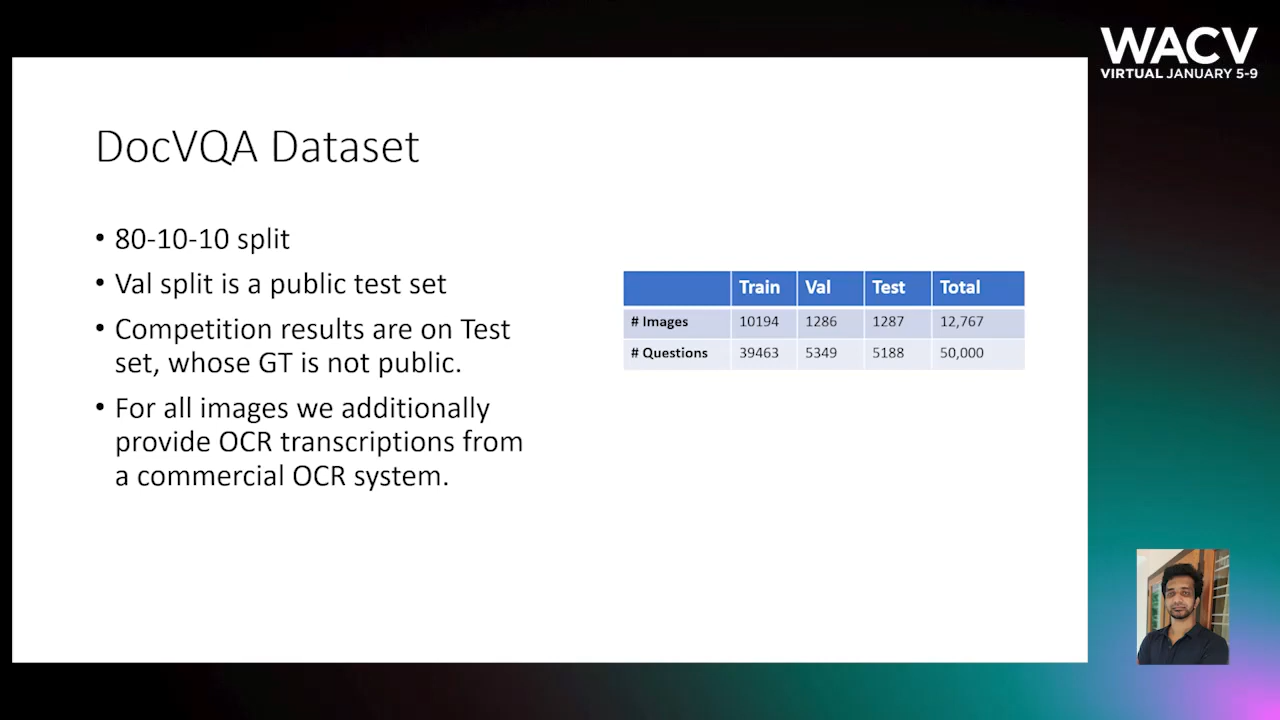 WACV
VIRTUAL JANUARY 5-9
DocVQA Dataset
• 80-10-10 split
• Val split is a public test set
• Competition results are on Test
set, whose GT is not public.
• For all images we additionally
provide OCR transcriptions from
a commercial OCR system.
Train Val Test Total
# Images 10194 1286 1287 12,767
# Questions 39463 5349 5188 50,000